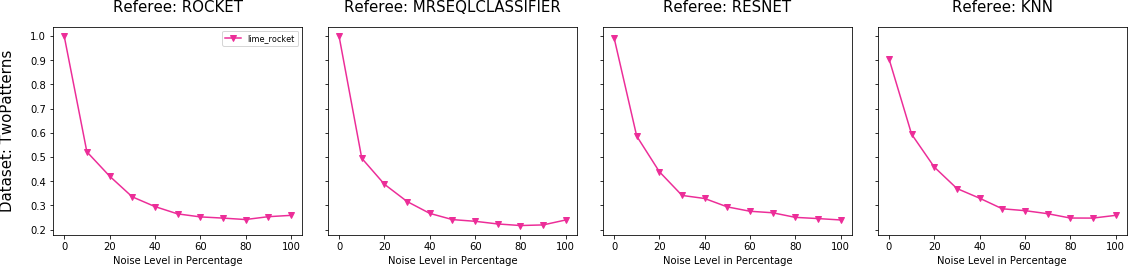 Referee: ROCKET Referee: MRSEQLCLASSIFIER Referee: RESNET Referee: KNN
Dataset: TwoPatterns
lime_rocket
1.0
0.9
0.8
0.7
0.6
0.5
0.4
0.3
0.2
0 20 40 60 80 100 0 20 40 60 80 100 0 20 40 60 80 100 0 20 40 60 80 100
Noise Level in Percentage Noise Level in Percentage Noise Level in Percentage Noise Level in Percentage